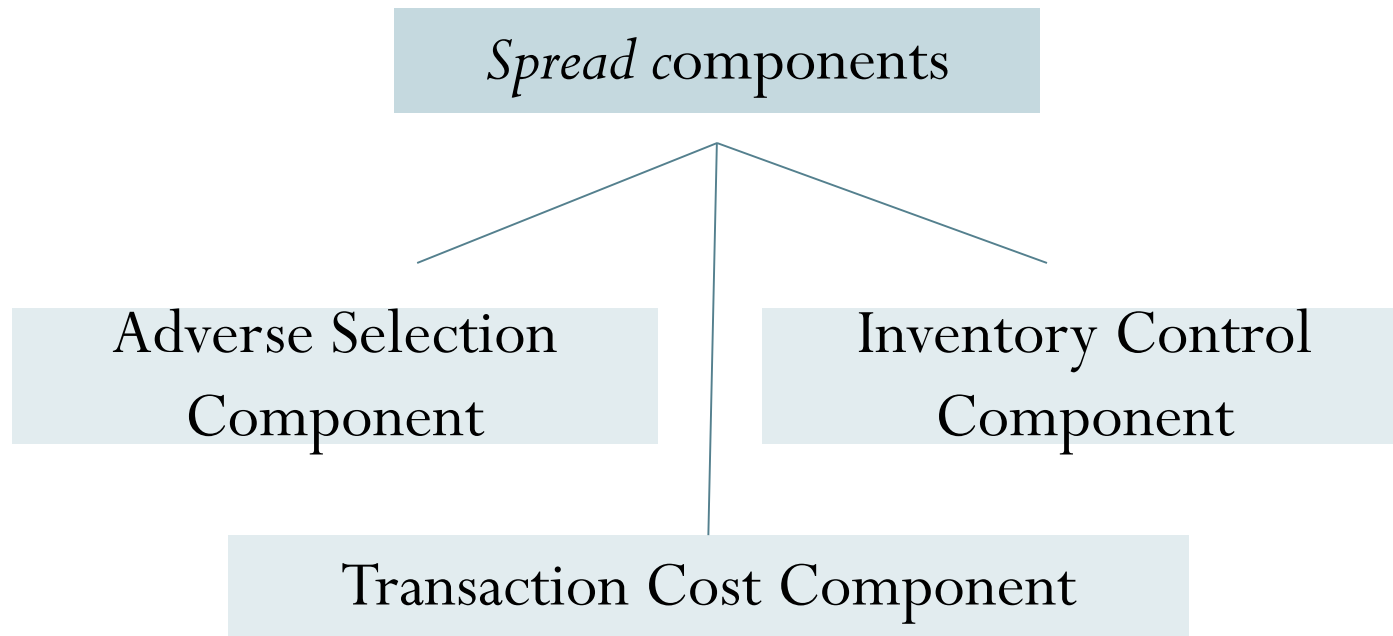 Spread components
Adverse Selection
Component
Inventory Control
Component
Transaction Cost Component